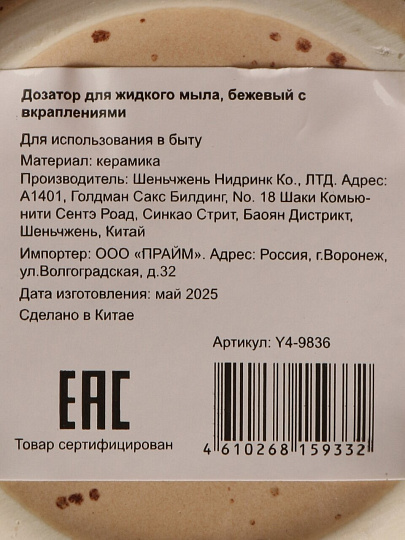 Дозатор для жидкого мыла, бежевый с
вкраплениями
Для использования в быту
Материал: керамика
Производитель: Шеньчжень Нидринк Ко., ЛТД. Адрес:
А1401, Голдман Сакс Билдинг, No. 18 Шаки Комью-
нити Сентэ Роад, Синкао Стрит, Баоян Дистрикт,
Шеньчжень, Китай
Импортер: ООО «ПРАЙМ». Адрес: Россия, г.Воронеж,
ул.Волгоградская, д.32
Дата изготовления: май 2025
Сделано в Китае
Артикул: Y4-9836
EAC
Товар сертифицирован
4 610268 159332